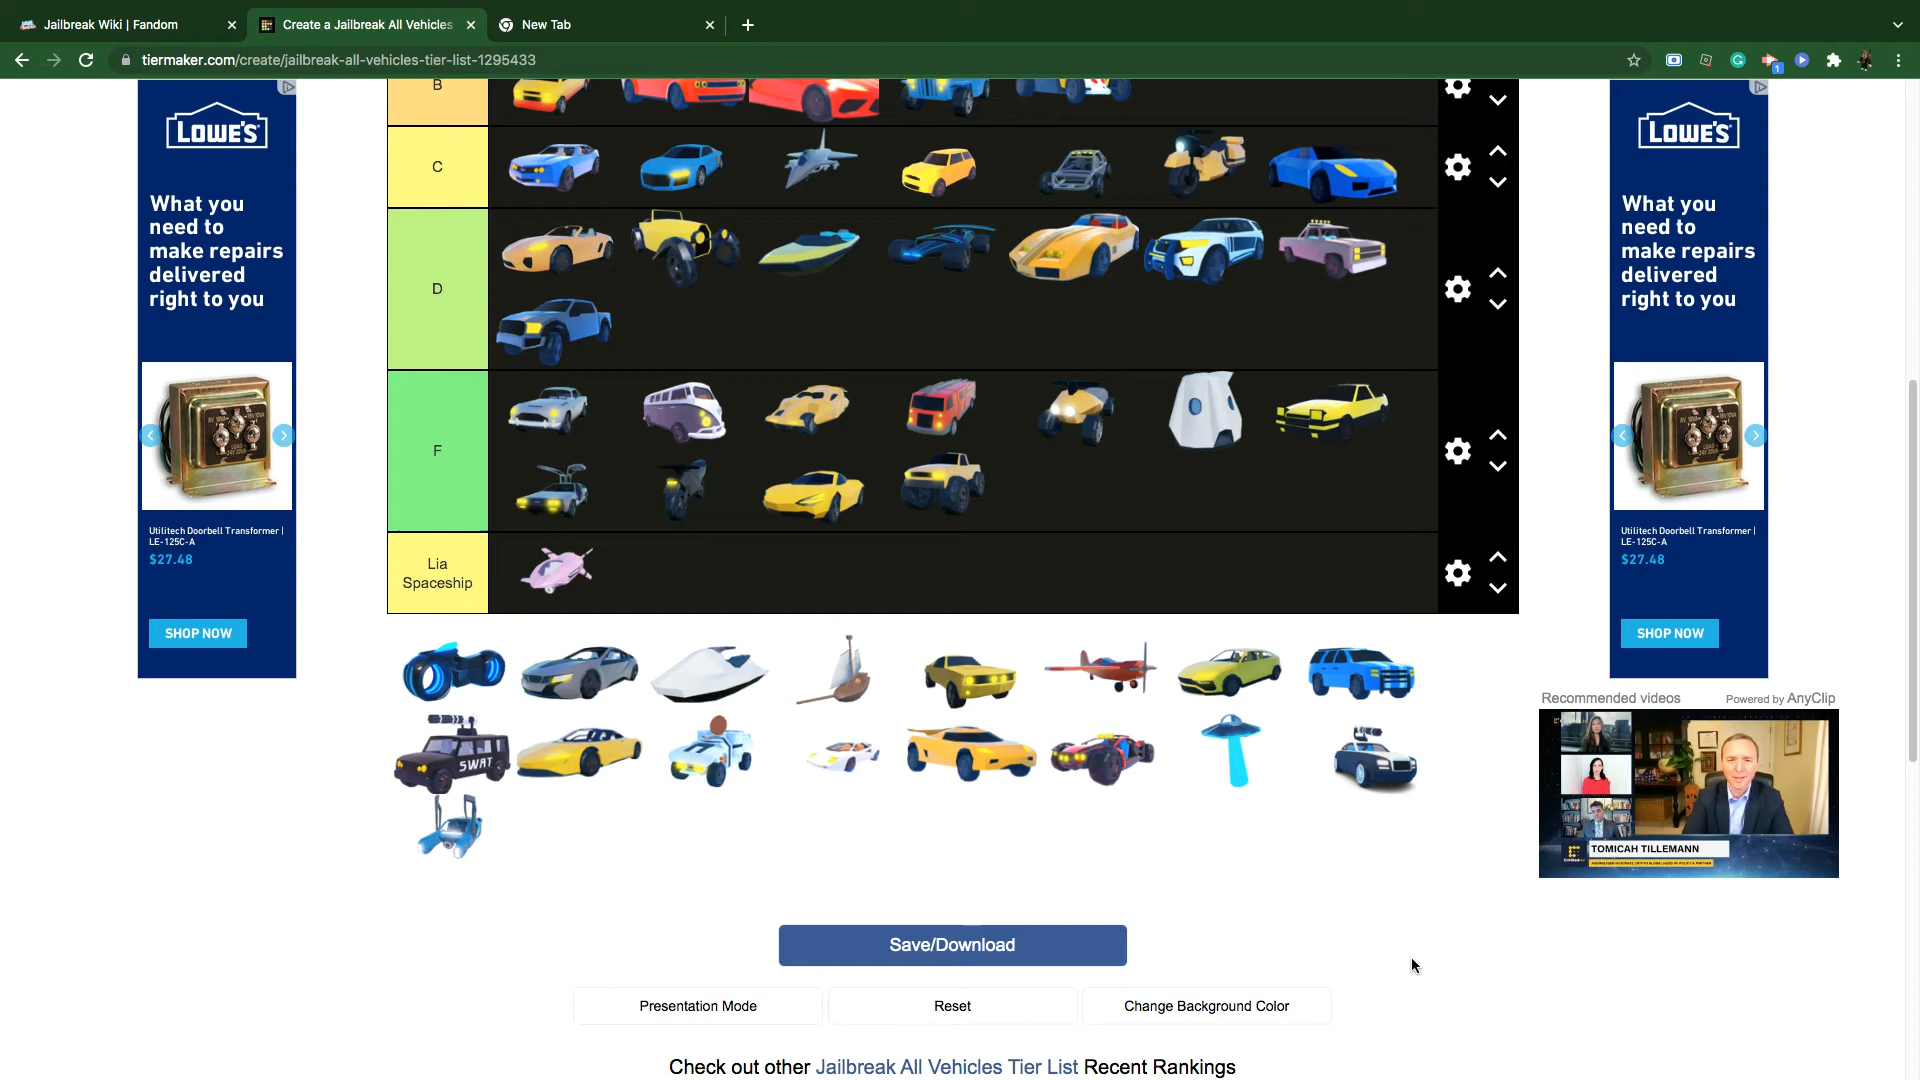 Jailbreak Wiki | Fandom
Create a Jailbreak All Vehicles
New Tab
tiermaker.com/create/jailbreak-all-vehicles-tier-list-1295433
1
LOWE'S
What you
need to
make repairs
delivered
right to you
Utilitech Doorbell Transformer |
LE-125C-A
$27.48
SHOP NOW
B
C
D
F
Lia
Spaceship
SWAT
LOWE'S
What you
need to
make repairs
delivered
right to you
Utilitech Doorbell Transformer |
LE-125C-A
$27.48
SHOP NOW
Recommended videos
Powered by AnyClip
TOMICAH TILLEMANN
Save/Download
Presentation Mode
Reset
Change Background Color
Check out other Jailbreak All Vehicles Tier List Recent Rankings